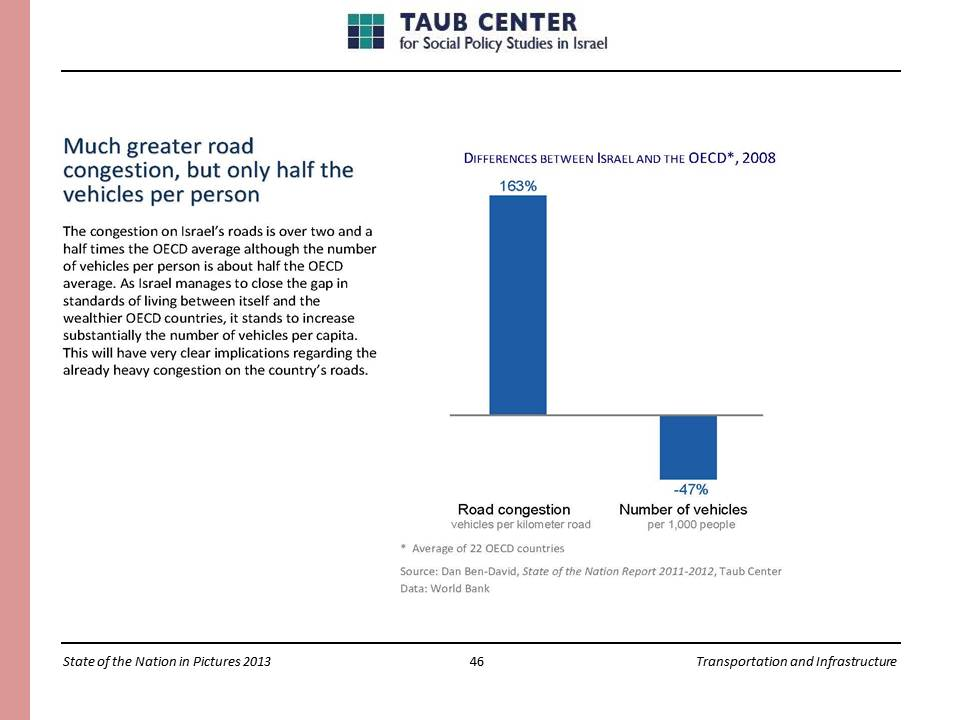 TAUB CENTER
for Social Policy Studies in Israel
Much greater road
congestion, but only half the
vehicles per person
The congestion on Israel's roads is over two and a
half times the OECD average although the number
of vehicles per person is about half the OECD
average. As Israel manages to close the gap in
standards of living between itself and the
wealthier OECD countries, it stands to increase
substantially the number of vehicles per capita.
This will have very clear implications regarding the
already heavy congestion on the country's roads.
DIFFERENCES BETWEEN ISRAEL AND THE OECD*, 2008
163%
-47%
Road congestion Number of vehicles
vehicles per kilometer road per 1,000 people
* Average of 22 OECD countries
Source: Dan Ben-David, State of the Nation Report 2011-2012, Taub Center
Data: World Bank
State of the Nation in Pictures 2013 46 Transportation and Infrastructure